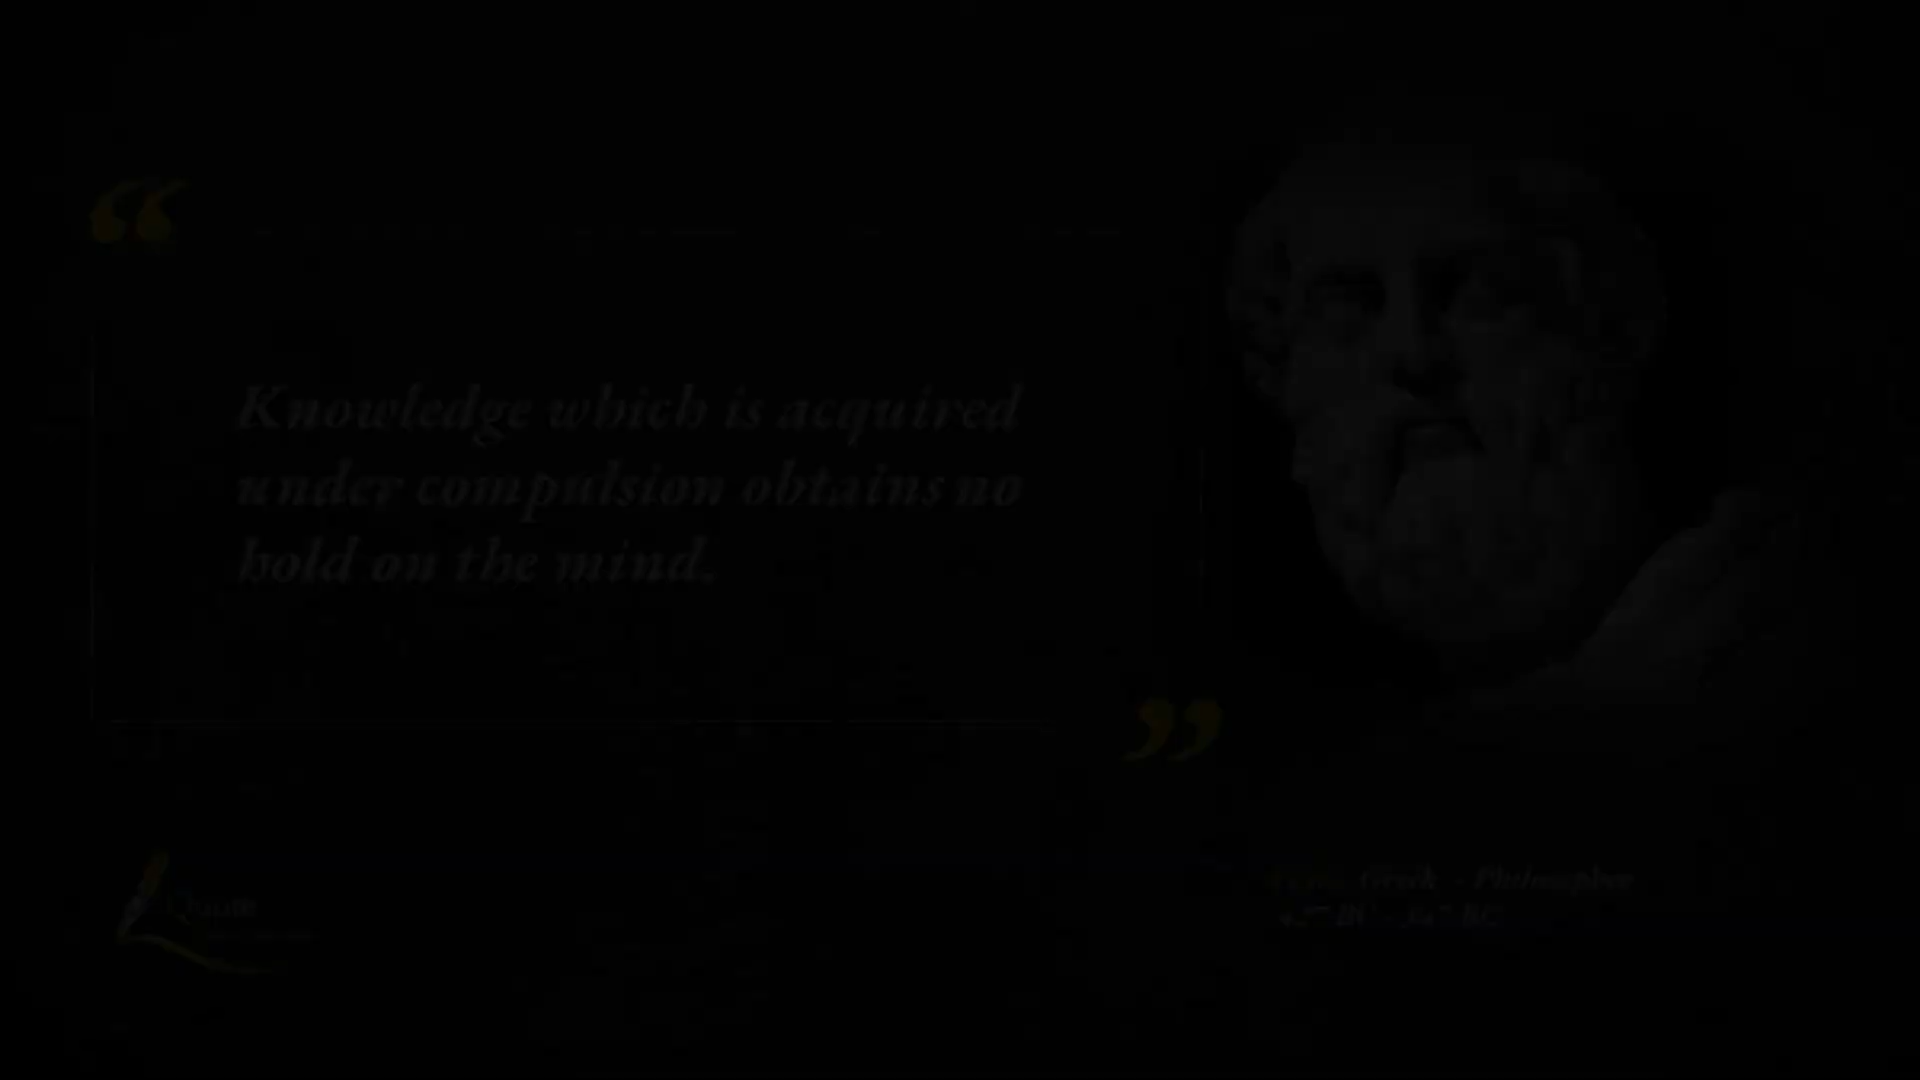 “
Knowledge which is acquired
under compulsion obtains no
hold on the mind.
”
Greek - Philosopher